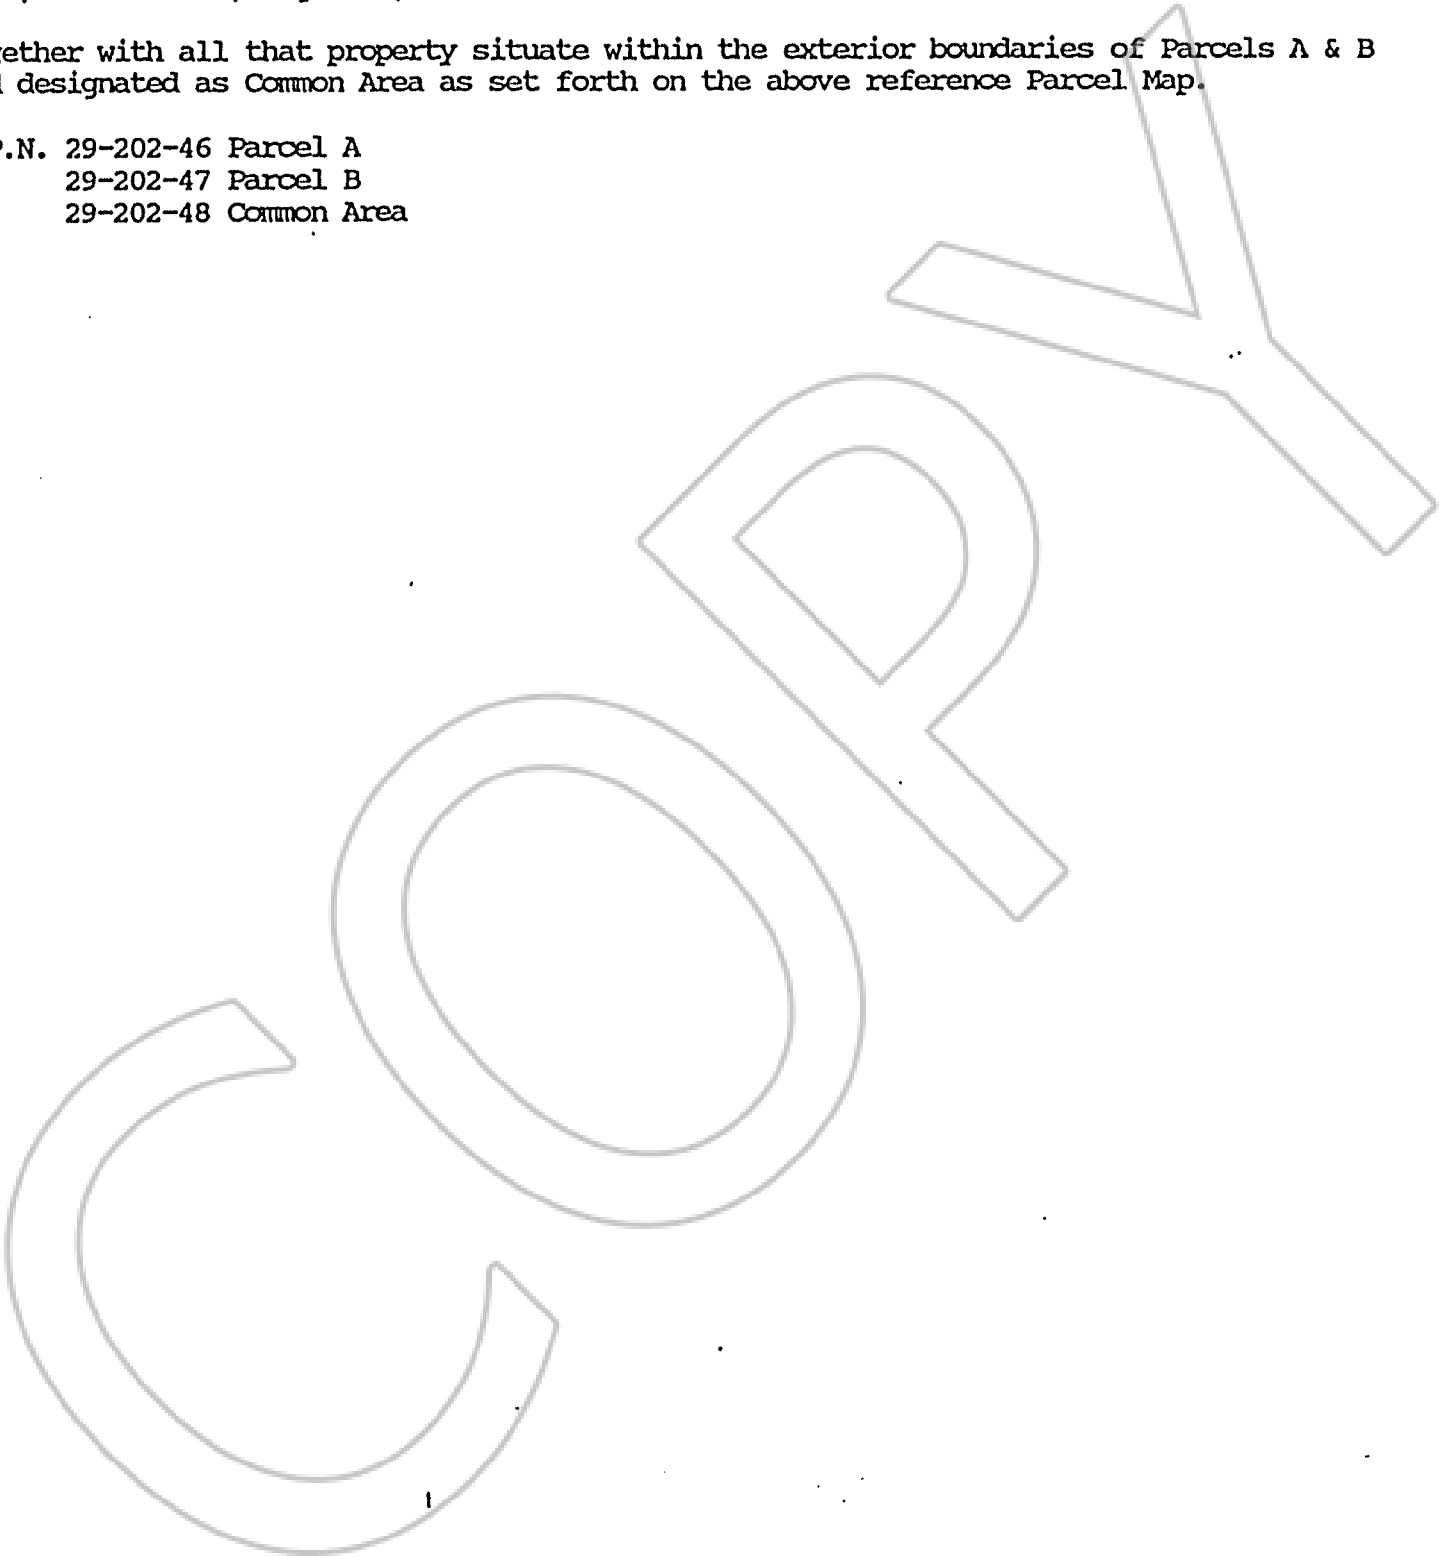 ether with all that property situate within the exterior boundaries of Parcels A & B
designated as Common Area as set forth on the above reference Parcel Map.
P.N. 29-202-46 Parcel A
29-202-47 Parcel B
29-202-48 Common Area
COPY